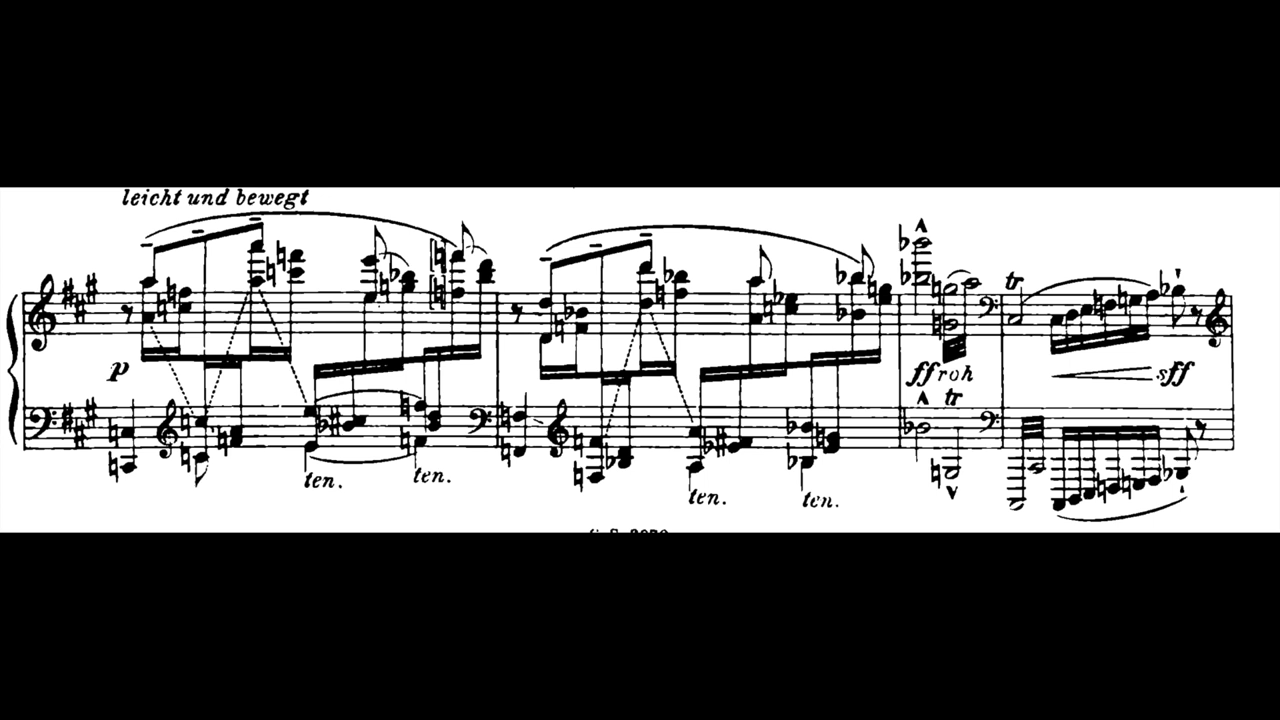 leicht und bewegt
p
ten.
ten.
ten.
ten.
tr
ff roh
sff
tr